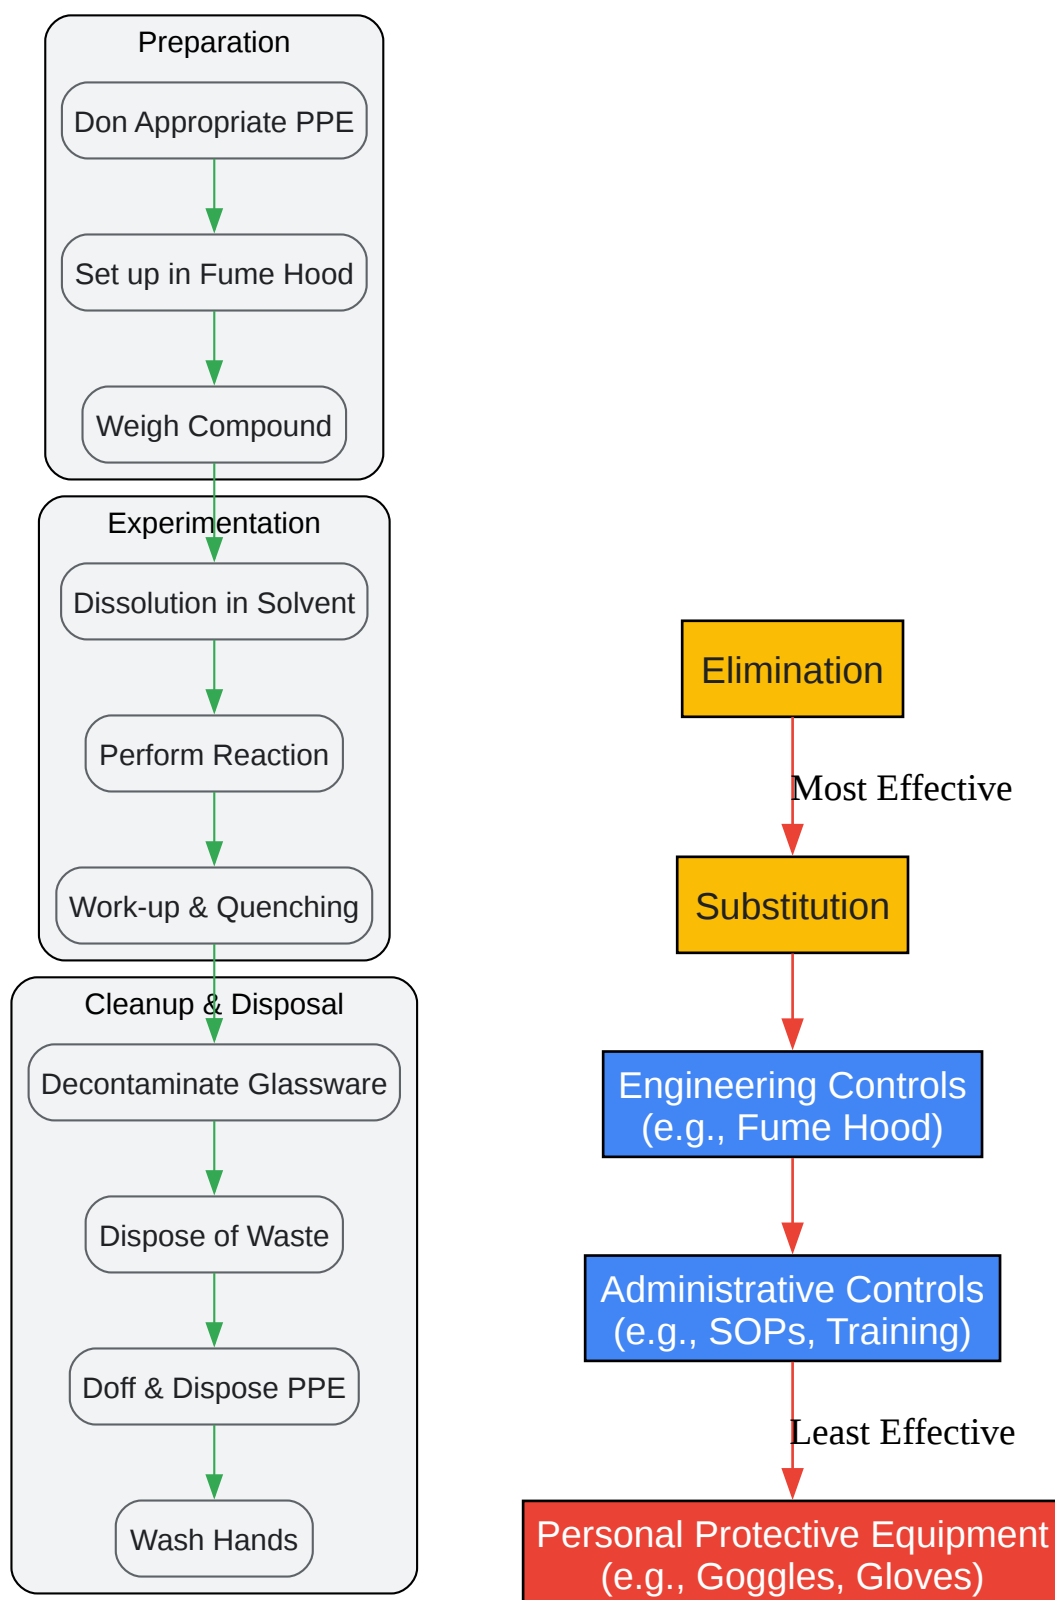 Preparation
Don Appropriate PPE
Set up in Fume Hood
Weigh Compound
Experimentation
Dissolution in Solvent
Perform Reaction
Work-up & Quenching
Cleanup & Disposal
Decontaminate Glassware
Dispose of Waste
Doff & Dispose PPE
Wash Hands
Elimination
Most Effective
Substitution
Engineering Controls
(e.g., Fume Hood)
Administrative Controls
(e.g., SOPs, Training)
Least Effective
Personal Protective Equipment
(e.g., Goggles, Gloves)